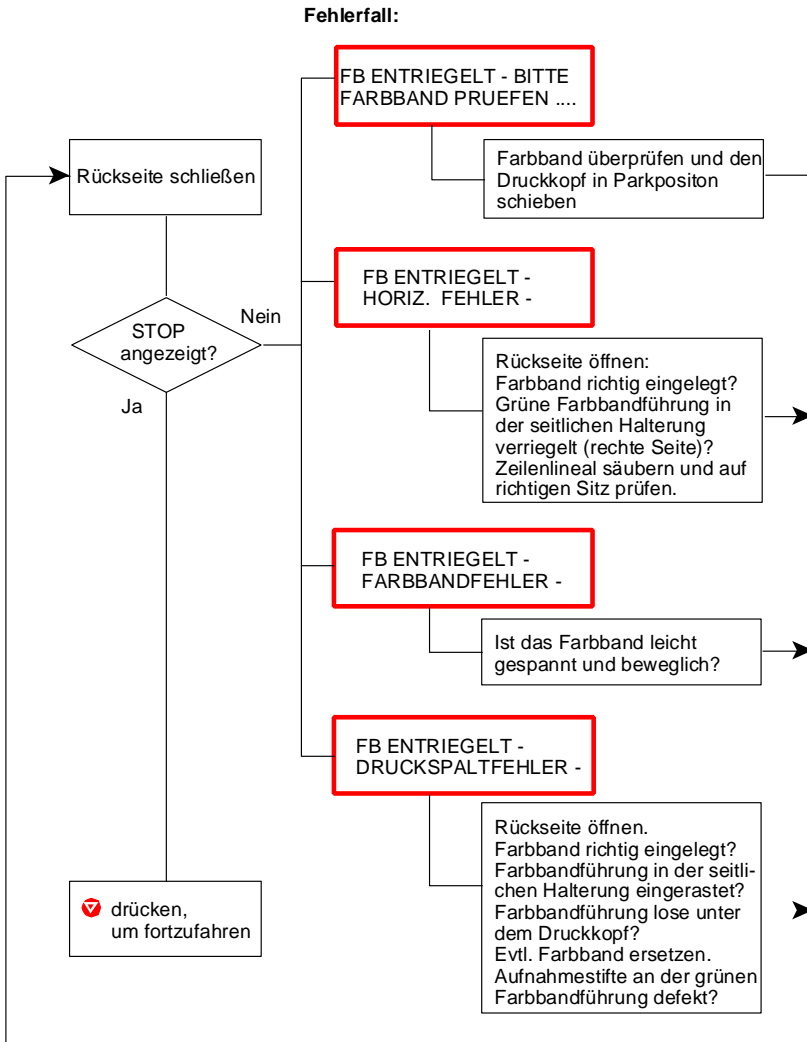 Fehlerfall:
FB ENTRIEGELT - BITTE
FARBBAND PRUEFEN ....
Farbband überprüfen und den
Druckkopf in Parkpositon
schieben
Rückseite schließen
STOP
angezeigt?
Nein
Ja
FB ENTRIEGELT -
HORIZ. FEHLER -
Rückseite öffnen:
Farbband richtig eingelegt?
Grüne Farbbandführung in
der seitlichen Halterung
verriegelt (rechte Seite)?
Zeilenlineal säubern und auf
richtigen Sitz prüfen.
FB ENTRIEGELT -
FARBBANDFEHLER -
Ist das Farbband leicht
gespannt und beweglich?
FB ENTRIEGELT -
DRUCKSPALTFEHLER -
Rückseite öffnen.
Farbband richtig eingelegt?
Farbbandführung in der seitli-
chen Halterung eingerastet?
Farbbandführung lose unter
dem Druckkopf?
Evtl. Farbband ersetzen.
Aufnahmestifte an der grünen
Farbbandführung defekt?
drücken,
um fortzufahren